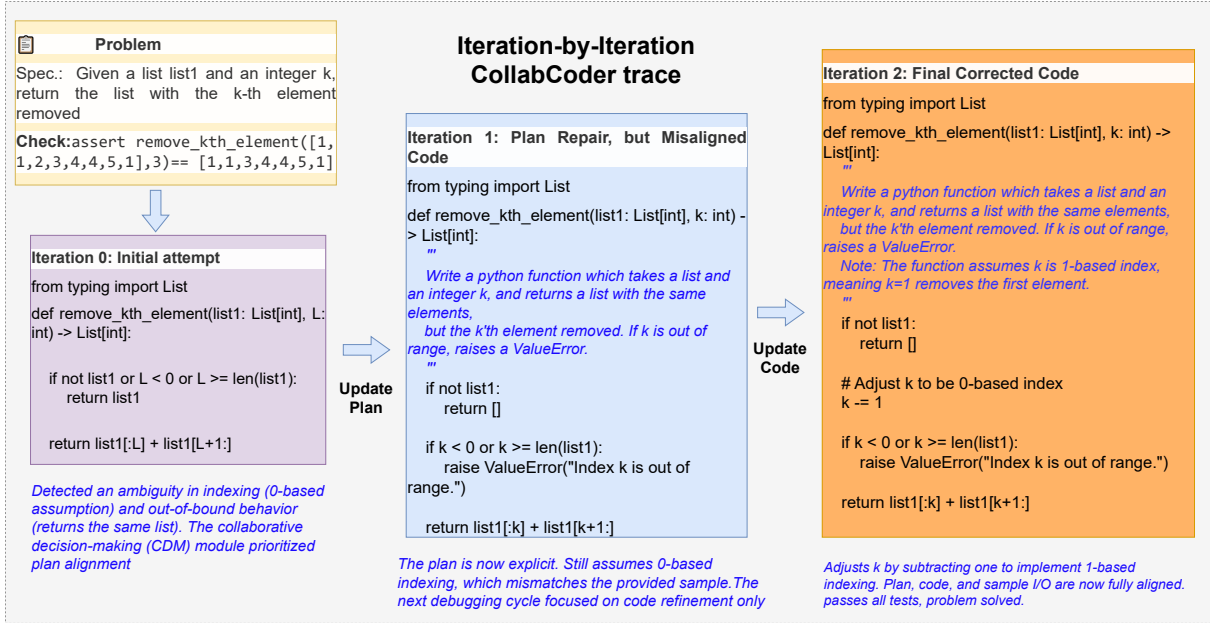 Problem
Spec.: Given a list list1 and an integer k,
return the list with the k-th element
removed
Check:assert remove_kth_element([1,
1,2,3,4,4,5,1],3)== [1,1,3,4,4,5,1]
Iteration 0: Initial attempt
from typing import List
def remove_kth_element(list1: List[int], L:
int) -> List[int]:
if not list1 or L < 0 or L >= len(list1):
return list1
return list1[:L] + list1[L+1:]
Detected an ambiguity in indexing (0-based
assumption) and out-of-bound behavior
(returns the same list). The collaborative
decision-making (CDM) module prioritized
plan alignment
Update
Plan
Iteration-by-Iteration
CollabCoder trace
Iteration 1: Plan Repair, but Misaligned
Code
from typing import List
def remove_kth_element(list1: List[int], k: int) -
> List[int]:
'''
Write a python function which takes a list and
an integer k, and returns a list with the same
elements,
but the k'th element removed. If k is out of
range, raises a ValueError.
'''
if not list1:
return []
if k < 0 or k >= len(list1):
raise ValueError("Index k is out of
range.")
return list1[:k] + list1[k+1:]
The plan is now explicit. Still assumes 0-based
indexing, which mismatches the provided sample.The
next debugging cycle focused on code refinement only
Update
Code
Iteration 2: Final Corrected Code
from typing import List
def remove_kth_element(list1: List[int], k: int) ->
List[int]:
'''
Write a python function which takes a list and an
integer k, and returns a list with the same elements,
but the k'th element removed. If k is out of range,
raises a ValueError.
Note: The function assumes k is 1-based index,
meaning k=1 removes the first element.
'''
if not list1:
return []
# Adjust k to be 0-based index
k -= 1
if k < 0 or k >= len(list1):
raise ValueError("Index k is out of range.")
return list1[:k] + list1[k+1:]
Adjusts k by subtracting one to implement 1-based
indexing. Plan, code, and sample I/O are now fully aligned.
passes all tests, problem solved.